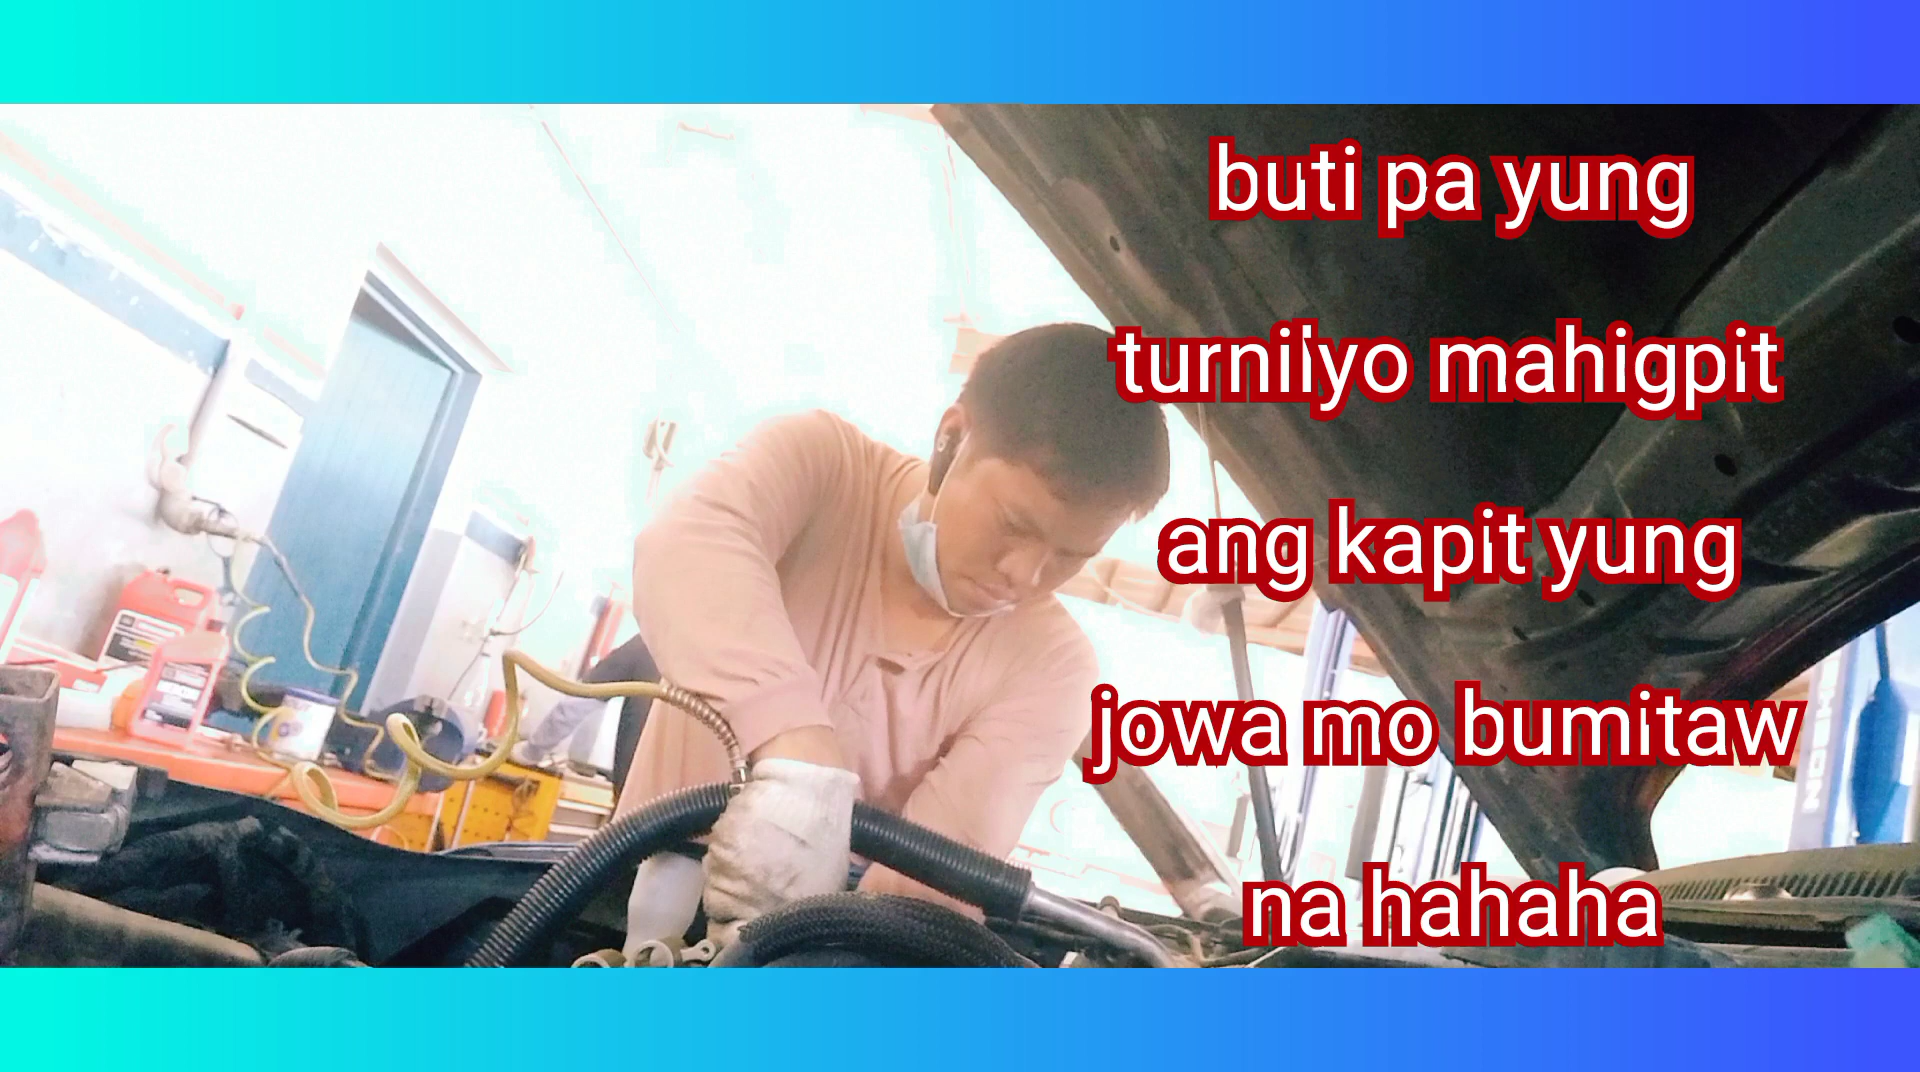 buti pa yung
turnilyo mahigpit
ang kapit yung
jowa mo bumitaw
na hahaha